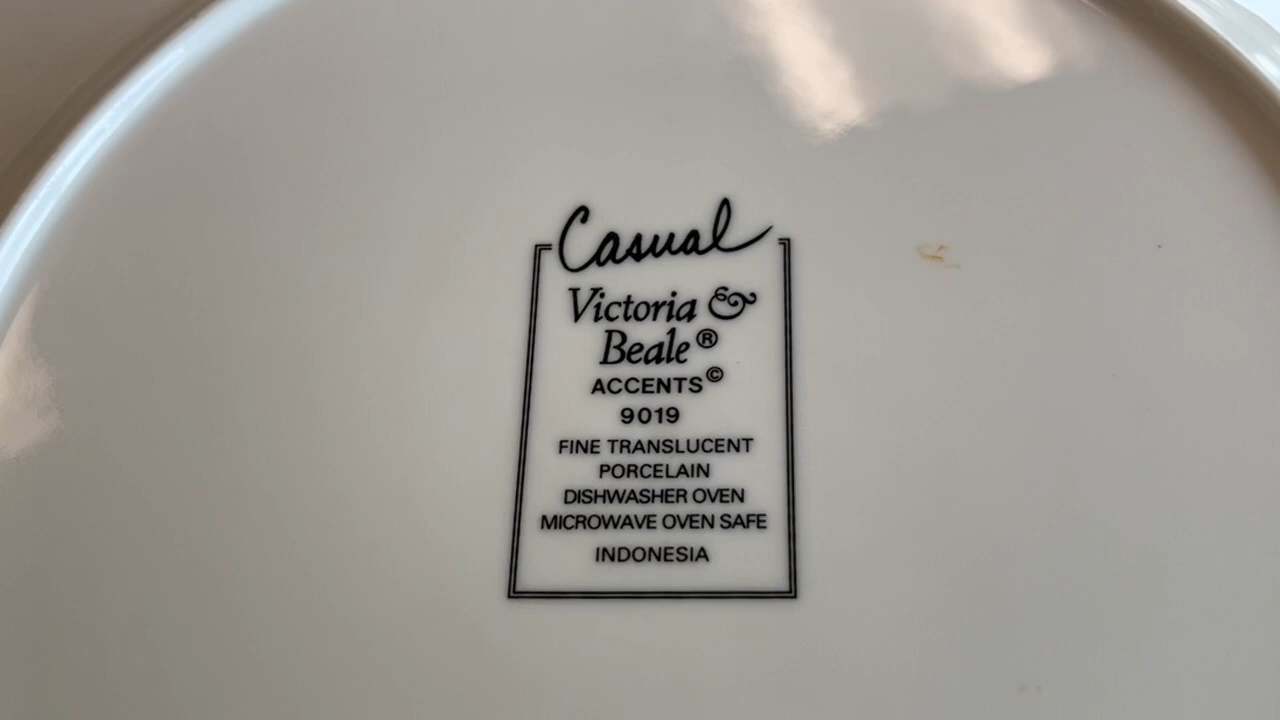 Casual
Victoria &
Beale®
ACCENTS©
9019
FINE TRANSLUCENT
PORCELAIN
DISHWASHER OVEN
MICROWAVE OVEN SAFE
INDONESIA